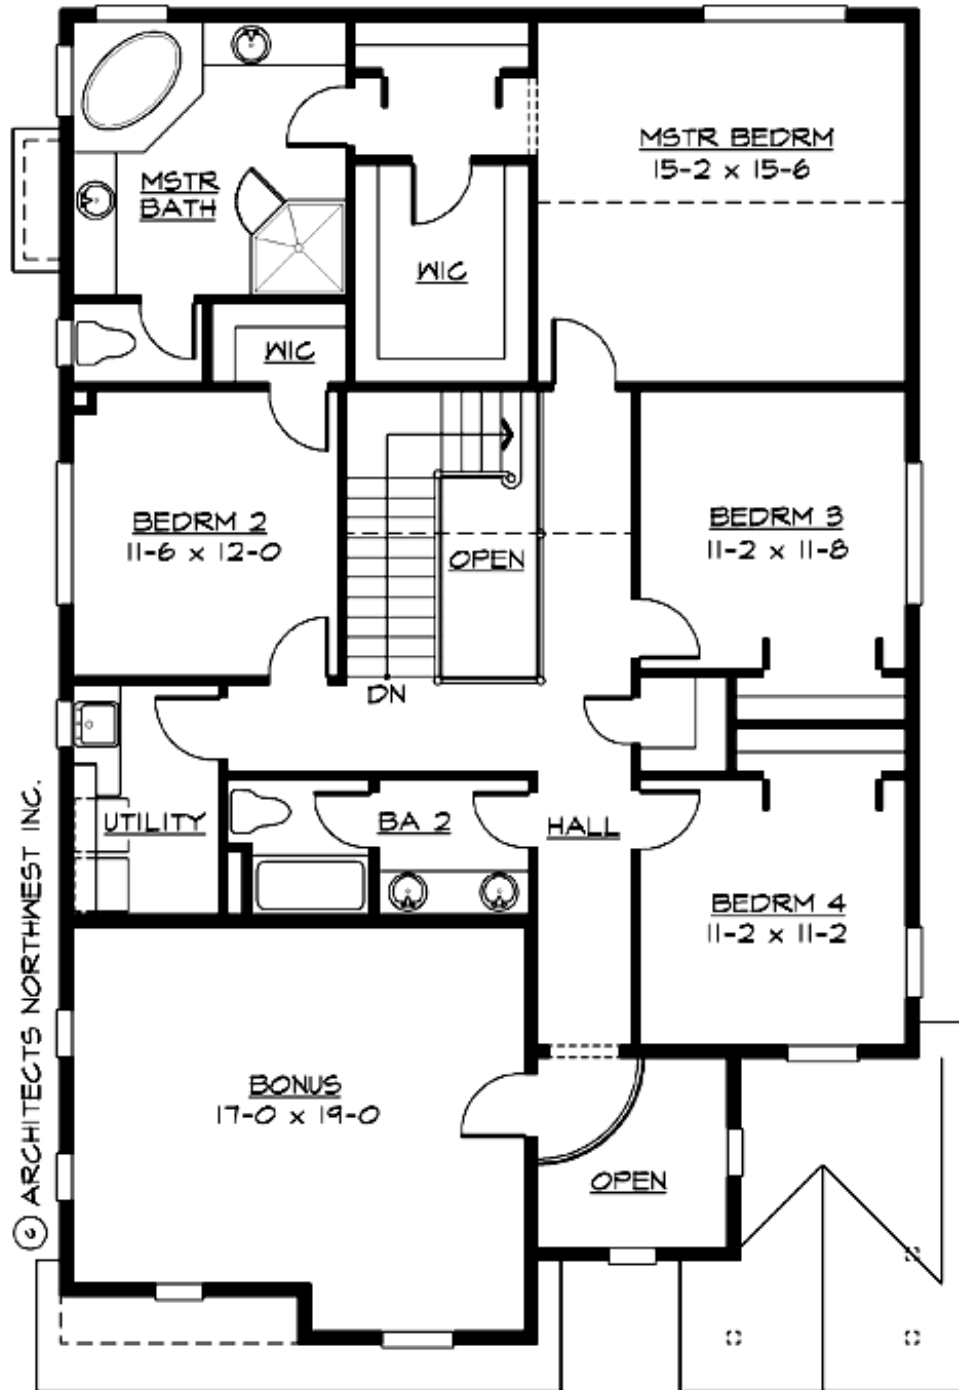 MSTR BEDRM
15-2 x 15-6
MSTR
BATH
WIC
WIC
BEDRM 2
11-6 x 12-0
BEDRM 3
11-2 x 11-8
OPEN
DN
UTILITY
BA 2
HALL
BEDRM 4
11-2 x 11-2
BONUS
17-0 x 19-0
OPEN
© ARCHITECTS NORTHWEST INC.